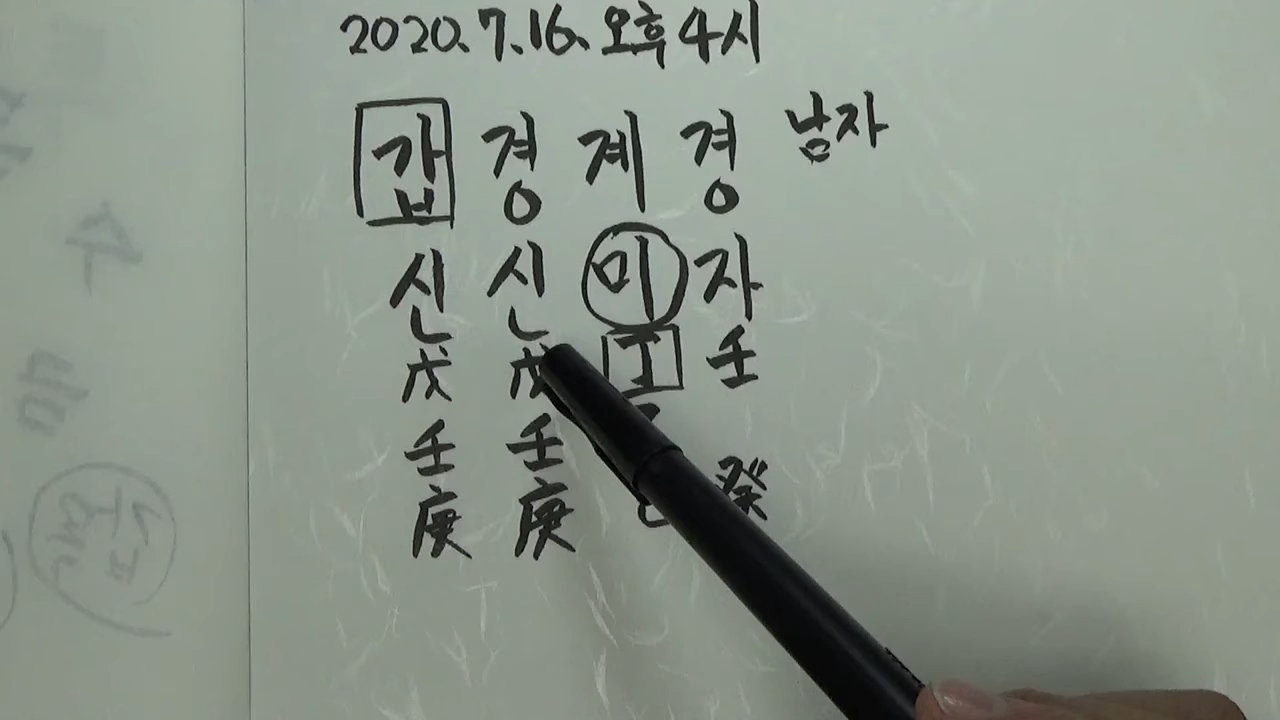 2020.7.16. 오후 4시
갑 경 계 경 남자
신 신 미 자
戊 戊 丁 壬
壬 壬
庚 庚 己 癸